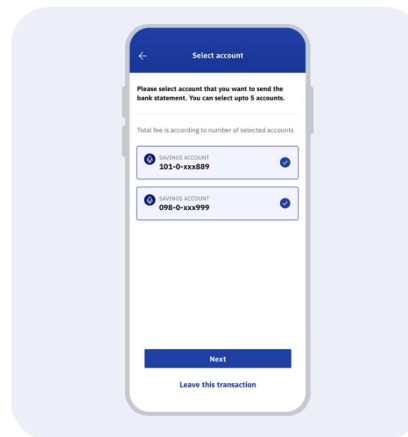 Select account
Please select account that you want to send the
bank statement. You can select upto 5 accounts.
Total fee is according to number of selected accounts
SAVINGS ACCOUNT
101-0-xxx889
SAVINGS ACCOUNT
098-0-xxx999
Next
Leave this transaction